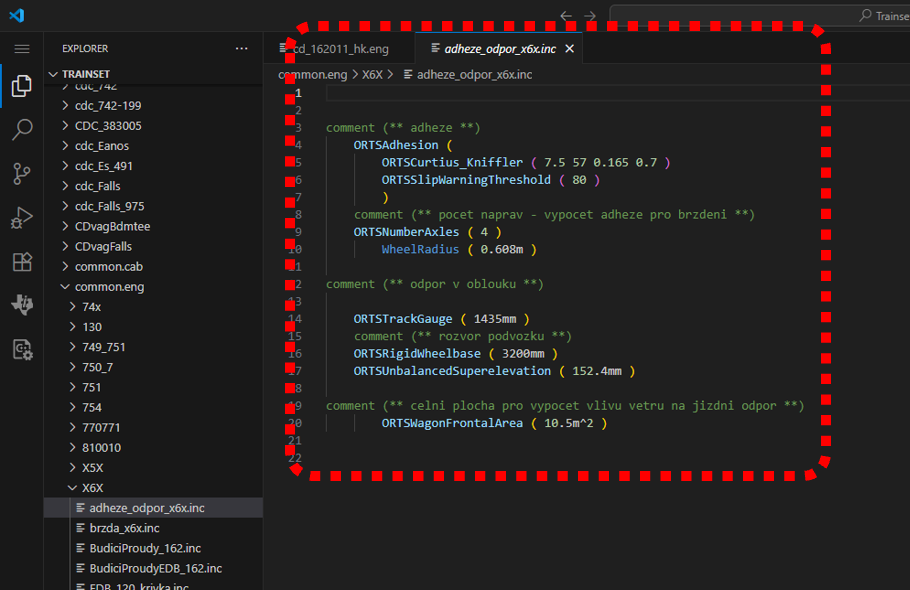 Trainse
EXPLORER
TRAINSET
cdc_742
cdc_742-199
CDC_383005
cdc_Eanos
cdc_Es_491
cdc_Falls
cdc_Falls_975
CDvagBdmtee
CDvagFalls
common.cab
common.eng
74x
130
749_751
750_7
751
754
770771
810010
X5X
X6X
adheze_odpor_x6x.inc
brzda_x6x.inc
BudiciProudy_162.inc
BudiciProudyEDB_162.inc
EDB_120_krivka.inc
cd_162011_hk.eng
adheze_odpor_x6x.inc
common.eng > X6X > adheze_odpor_x6x.inc
1
2
3 comment (** adheze **)
4 ORTSAdhesion (
5 ORTSCurtius_Kniffler ( 7.5 57 0.165 0.7 )
6 ORTSSlipWarningThreshold ( 80 )
7 )
8 comment (** pocet naprav - vypocet adheze pro brzdeni **)
9 ORTSNumberAxles ( 4 )
10 WheelRadius ( 0.608m )
11
12 comment (** odpor v oblouku **)
13
14 ORTSTrackGauge ( 1435mm )
15 comment (** rozvor podvozku **)
16 ORTSRigidWheelbase ( 3200mm )
17 ORTSUnbalancedSuperelevation ( 152.4mm )
18
19 comment (** celni plocha pro vypocet vlivu vetru na jizdni odpor **)
20 ORTSWagonFrontalArea ( 10.5m^2 )
21
22